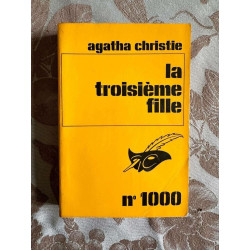 agatha christie
la
troisième
fille
n° 1000